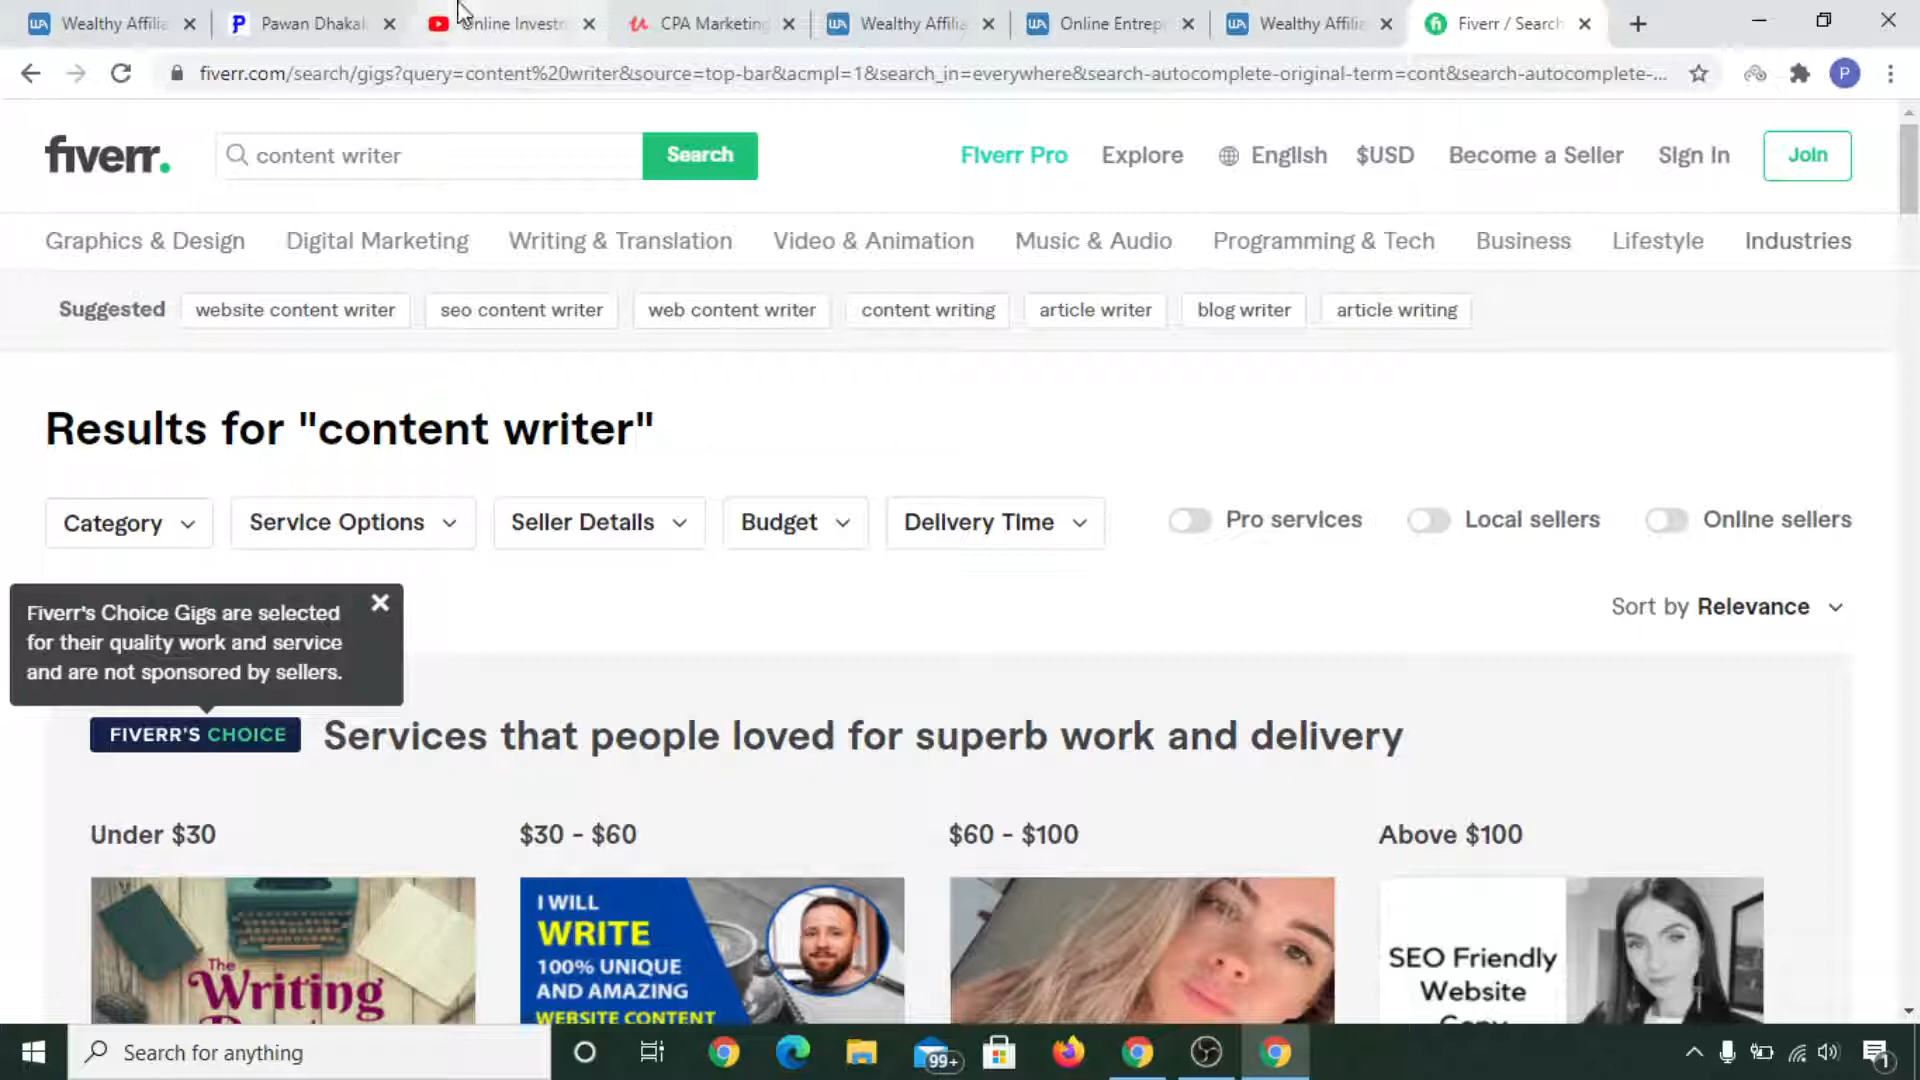 Wealthy Affilia
Pawan Dhakal
Online Investm
CPA Marketing
Wealthy Affilia
Online Entrep
Wealthy Affilia
Fiverr / Search
fiverr.com/search/gigs?query=content%20writer&source=top-bar&acmpl=1&search_in=everywhere&search-autocomplete-original-term=cont&search-autocomplete-...
P
fiverr.
content writer
Search
Fiverr Pro
Explore
English
$USD
Become a Seller
Sign In
Join
Graphics & Design
Digital Marketing
Writing & Translation
Video & Animation
Music & Audio
Programming & Tech
Business
Lifestyle
Industries
Suggested
website content writer
seo content writer
web content writer
content writing
article writer
blog writer
article writing
Results for "content writer"
Category
Service Options
Seller Details
Budget
Delivery Time
Pro services
Local sellers
Online sellers
Fiverr's Choice Gigs are selected
for their quality work and service
and are not sponsored by sellers.
Sort by Relevance
FIVERR'S CHOICE
Services that people loved for superb work and delivery
Under $30
$30 - $60
$60 - $100
Above $100
The
Writing
I WILL
WRITE
100% UNIQUE
AND AMAZING
WEBSITE CONTENT
SEO Friendly
Website
Copy
Search for anything
99+
1